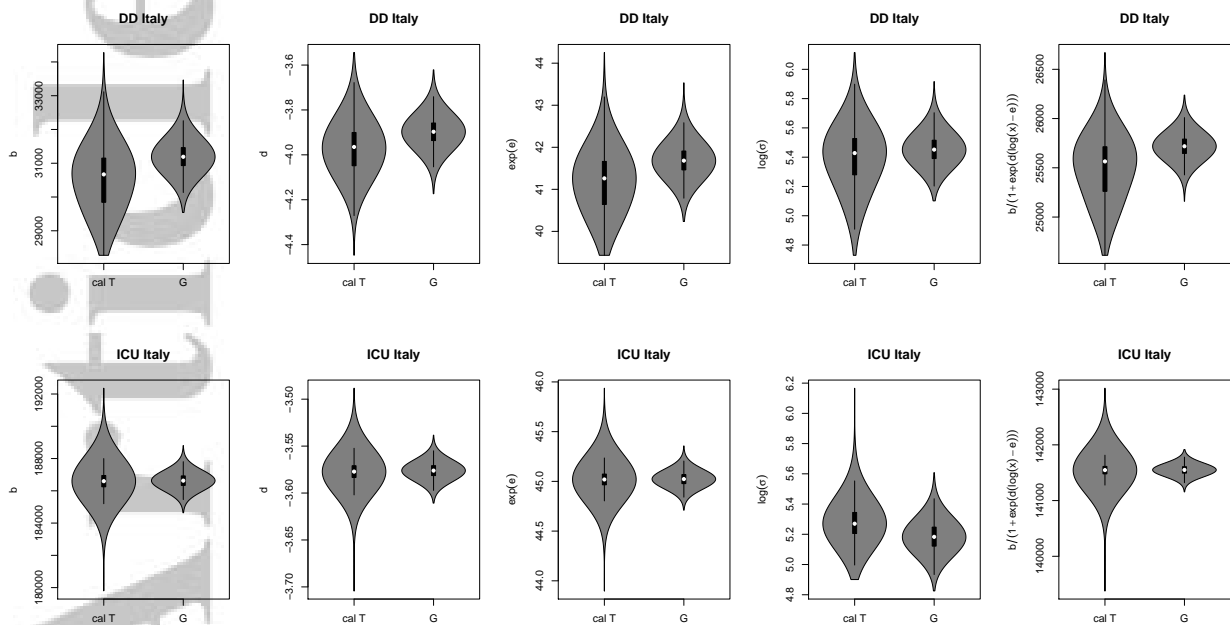 DD Italy
b
29000
31000
33000
cal T
G
DD Italy
d
−4.4
−4.2
−4.0
−3.8
−3.6
cal T
G
DD Italy
exp(e)
40
41
42
43
44
cal T
G
DD Italy
log(σ)
4.8
5.0
5.2
5.4
5.6
5.8
6.0
cal T
G
DD Italy
b/(1+exp(d(log(x)−e)))
250000
255000
26000
26500
cal T
G
ICU Italy
b
180000
184000
188000
192000
cal T
G
ICU Italy
d
−3.70
−3.65
−3.60
−3.55
−3.50
cal T
G
ICU Italy
exp(e)
44.0
44.5
45.0
45.5
46.0
cal T
G
ICU Italy
log(σ)
4.8
5.0
5.2
5.4
5.6
5.8
6.0
6.2
cal T
G
ICU Italy
b/(1+exp(d(log(x)−e)))
140000
141000
142000
143000
cal T
G